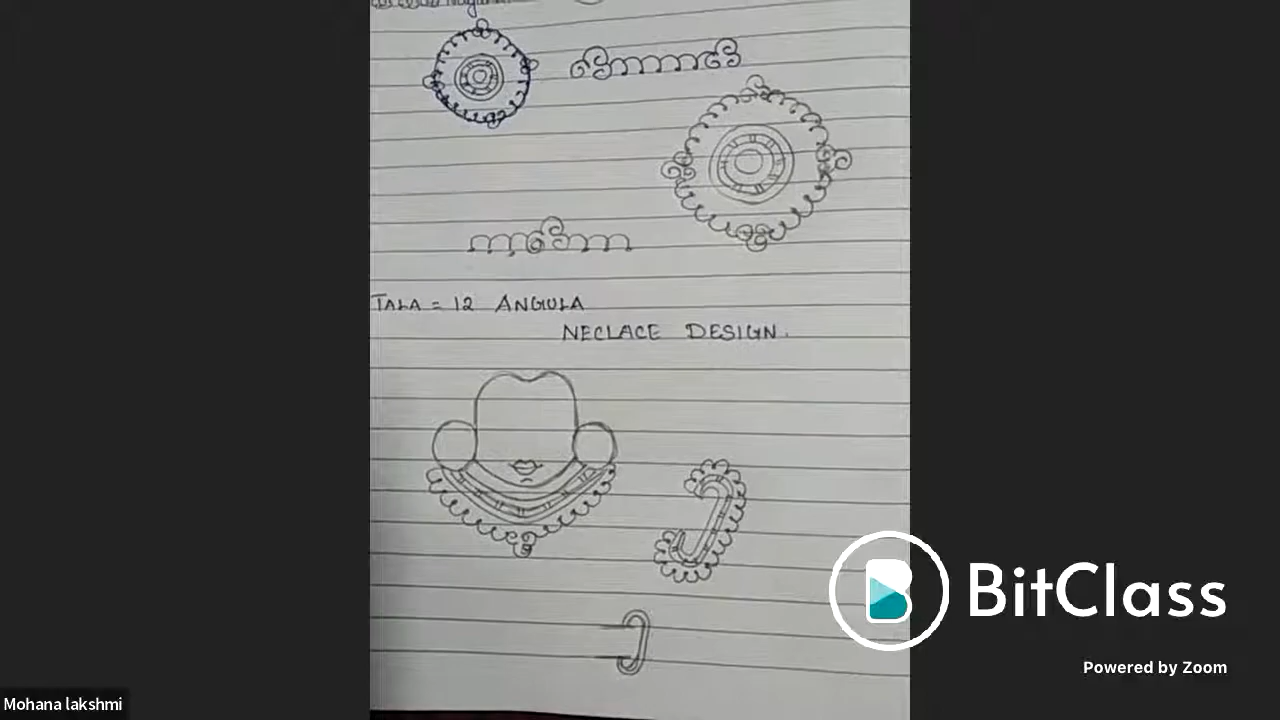 TALA = 12 ANGULA
NECLACE DESIGN.
BitClass
Powered by Zoom
Mohana lakshmi